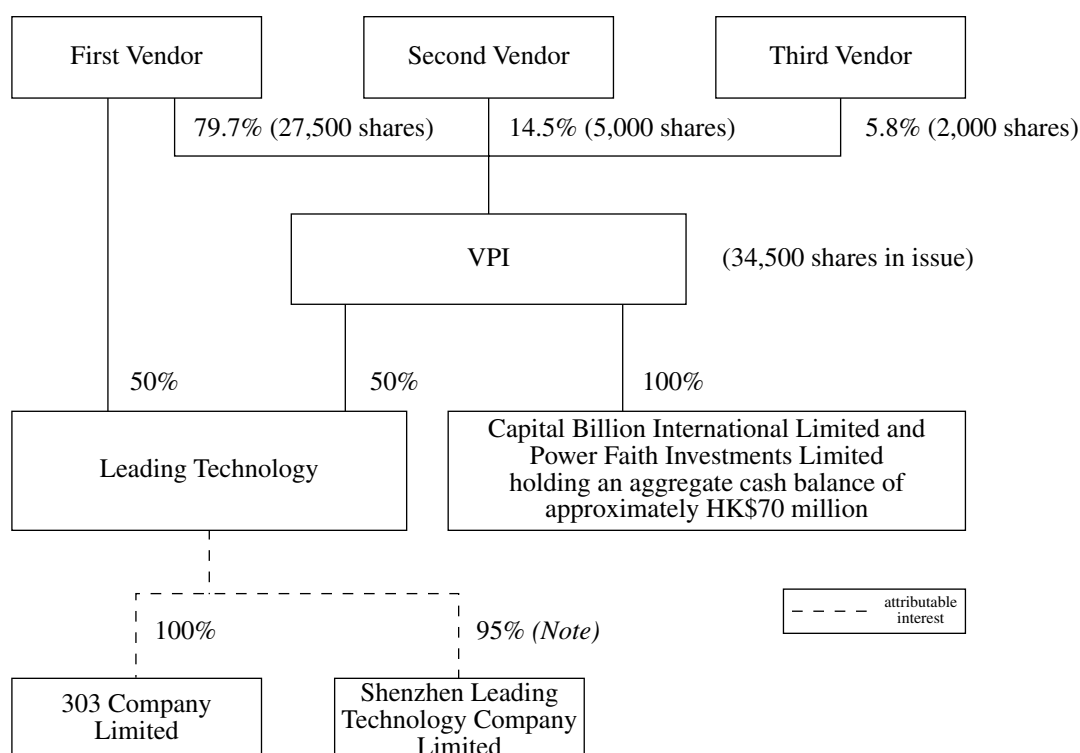 First Vendor
Second Vendor
Third Vendor
79.7% (27,500 shares)
14.5% (5,000 shares)
5.8% (2,000 shares)
VPI
(34,500 shares in issue)
50%
50%
100%
Leading Technology
Capital Billion International Limited and
Power Faith Investments Limited
holding an aggregate cash balance of
approximately HK$70 million
attributable
interest
100%
95% (Note)
303 Company
Limited
Shenzhen Leading
Technology Company
Limited